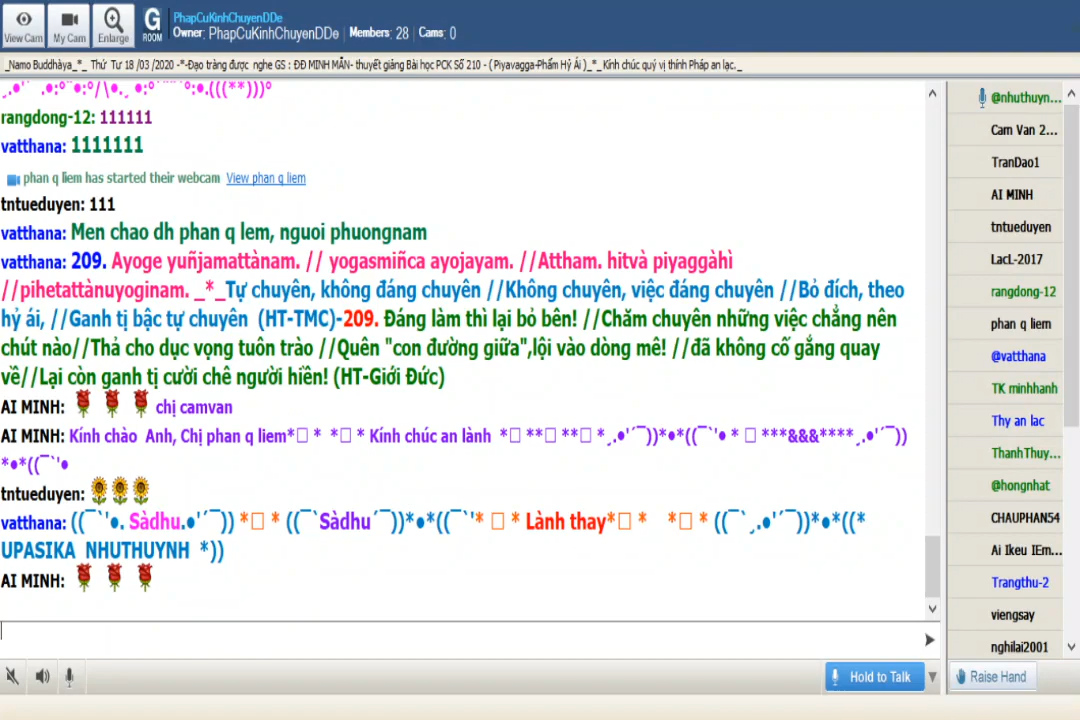 View Cam
My Cam
Enlarge
G
ROOM
PhapCuKinhChuyenDDe
Owner: PhapCuKinhChuyenDDe Members: 28 Cams: 0
_Namo Buddhàya_*_ Thứ Tư 18 /03 /2020 -*-Đạo tràng được nghe GS : ĐĐ MINH MẪN- thuyết giảng Bài học PCK Số 210 - ( Piyavagga-Phẩm Hỷ Ái )_*_Kính chúc quý vị thính Pháp an lạc._
rangdong-12: 111111
vatthana: 1111111
phan q liem has started their webcam View phan q liem
tntueduyen: 111
vatthana: Men chao dh phan q lem, nguoi phuongnam
vatthana: 209. Ayoge yuñjamattànam. // yogasmiñca ayojayam. //Attham. hitvà piyaggàhì
//pihetattànuyoginam. _*_Tự chuyên, không đáng chuyên //Không chuyên, việc đáng chuyên //Bỏ đích, theo
hỷ ái, //Ganh tị bậc tự chuyên (HT-TMC)-209. Đáng làm thì lại bỏ bên! //Chăm chuyên những việc chẳng nên
chút nào//Thả cho dục vọng tuôn trào //Quên "con đường giữa",lội vào dòng mê! //đã không cố gắng quay
về//Lại còn ganh tị cười chê người hiền! (HT-Giới Đức)
AI MINH: chị camvan
AI MINH: Kính chào Anh, Chị phan q liem*□ * *□ * Kính chúc an lành *□ **□ **□ *¸.•'´¯))*•*((¯`'• * □ ***&&&****¸.•'´¯))
*•*((¯`'•
tntueduyen:
vatthana: ((¯`'•. Sàdhu.•'´¯)) *□ * ((¯`Sàdhu´¯))*•*((¯`'* □ * Lành thay*□ * *□ * ((¯`¸.•'´¯))*•*((*
UPASIKA NHUTHUYNH *))
AI MINH:
Hold to Talk
@nhuthuyn...
Cam Van 2...
TranDao1
AI MINH
tntueduyen
LacL-2017
rangdong-12
phan q liem
@vatthana
TK minhhanh
Thy an lac
ThanhThuy...
@hongnhat
CHAUPHAN54
Ai Ikeu IEm...
Trangthu-2
viengsay
nghilai2001
Raise Hand